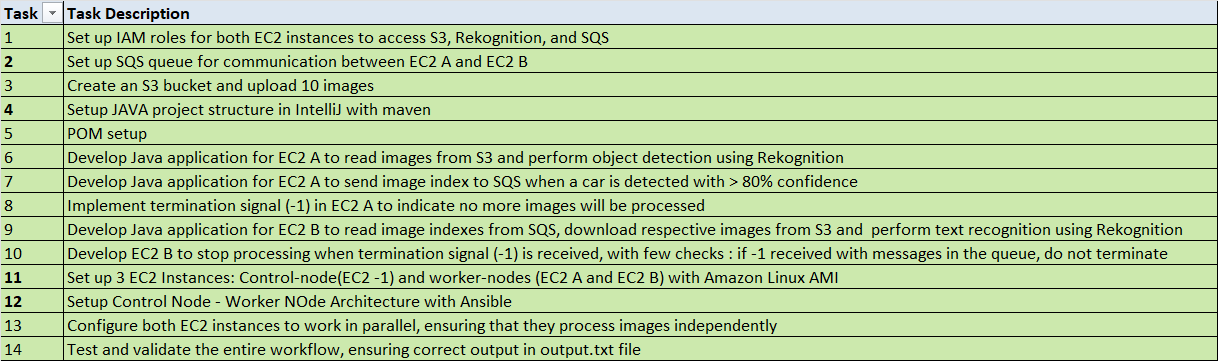 Task Task Description
1 Set up IAM roles for both EC2 instances to access S3, Rekognition, and SQS
2 Set up SQS queue for communication between EC2 A and EC2 B
3 Create an S3 bucket and upload 10 images
4 Setup JAVA project structure in IntelliJ with maven
5 POM setup
6 Develop Java application for EC2 A to read images from S3 and perform object detection using Rekognition
7 Develop Java application for EC2 A to send image index to SQS when a car is detected with > 80% confidence
8 Implement termination signal (-1) in EC2 A to indicate no more images will be processed
9 Develop Java application for EC2 B to read image indexes from SQS, download respective images from S3 and  perform text recognition using Rekognition
10 Develop EC2 B to stop processing when termination signal (-1) is received, with few checks : if -1 received with messages in the queue, do not terminate
11 Set up 3 EC2 Instances: Control-node(EC2 -1) and worker-nodes (EC2 A and EC2 B) with Amazon Linux AMI
12 Setup Control Node - Worker NOde Architecture with Ansible
13 Configure both EC2 instances to work in parallel, ensuring that they process images independently
14 Test and validate the entire workflow, ensuring correct output in output.txt file